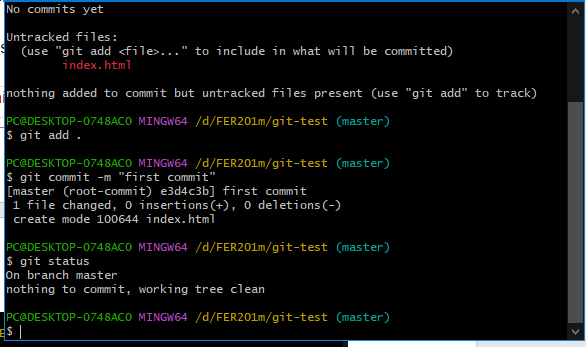 No commits yet
Untracked files:
(use "git add <file>..." to include in what will be committed)
index.html
nothing added to commit but untracked files present (use "git add" to track)
PC@DESKTOP-O748ACO MINGW64 /d/FER201m/git-test (master)
$ git add .
PC@DESKTOP-O748ACO MINGW64 /d/FER201m/git-test (master)
$ git commit -m "first commit"
[master (root-commit) e3d4c3b] first commit
1 file changed, 0 insertions(+), 0 deletions(-)
create mode 100644 index.html
PC@DESKTOP-O748ACO MINGW64 /d/FER201m/git-test (master)
$ git status
On branch master
nothing to commit, working tree clean
PC@DESKTOP-O748ACO MINGW64 /d/FER201m/git-test (master)
$